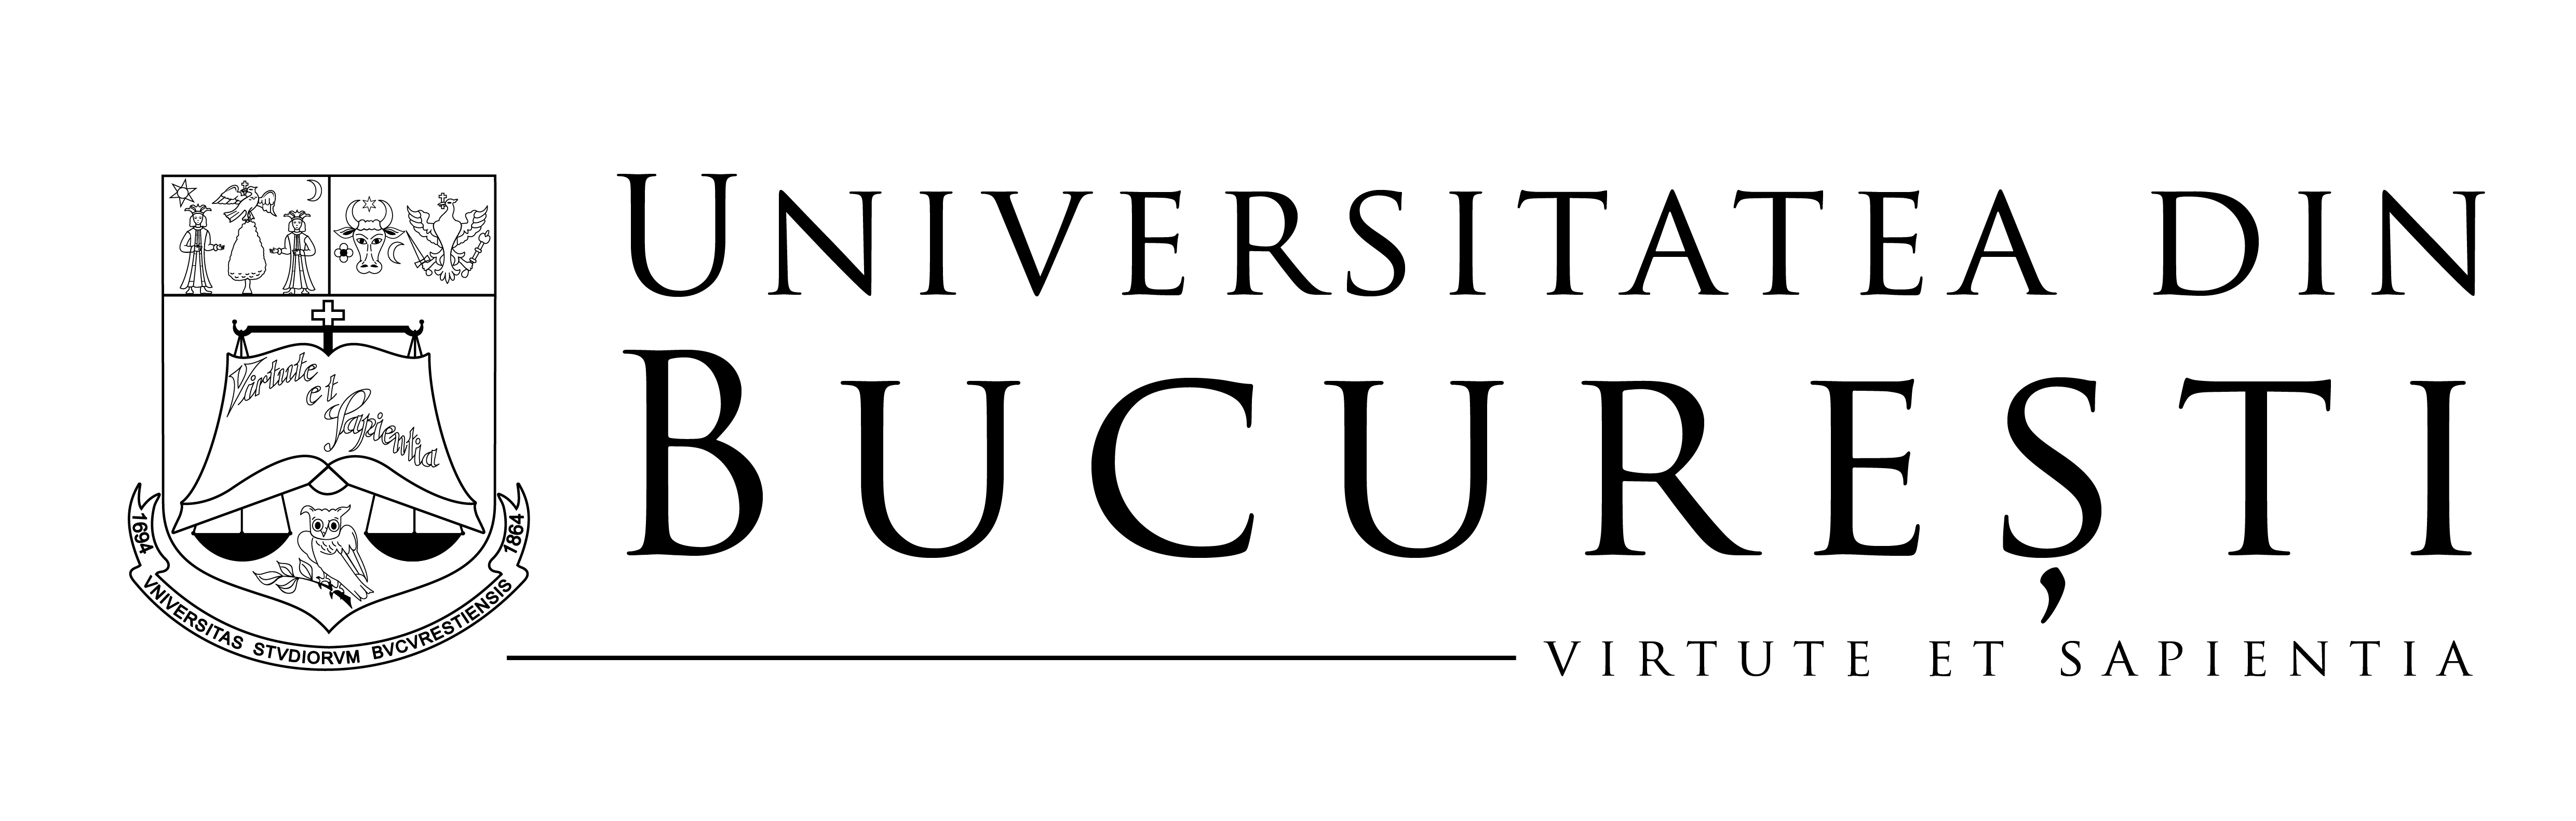 Virtute
et
Sapientia
1694
VNIVERSITAS STVDIORVM BVCVRESTIENSIS
1864
UNIVERSITATEA DIN
BUCUREȘTI
VIRTUTE ET SAPIENTIA